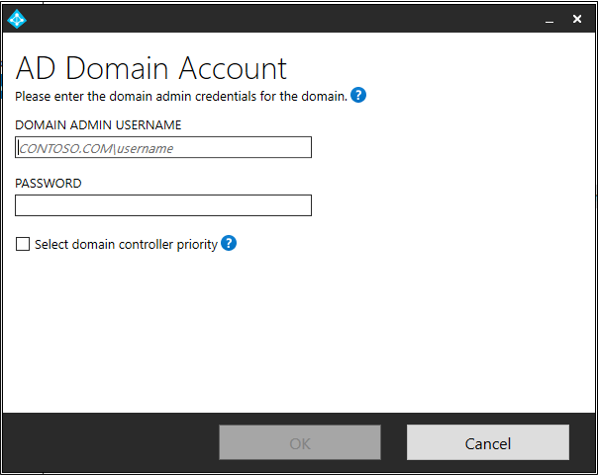 AD Domain Account
Please enter the domain admin credentials for the domain. ?
DOMAIN ADMIN USERNAME
CONTOSO.COM\username
PASSWORD
Select domain controller priority ?
OK
Cancel